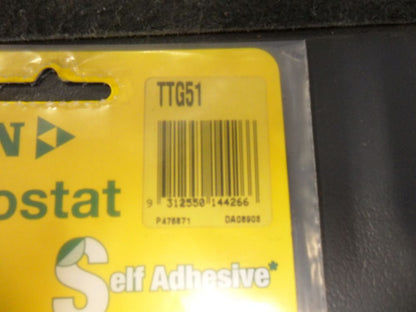 TTG51
N
9 312550 144266
P476871 DA08903
ostat
Self Adhesive*